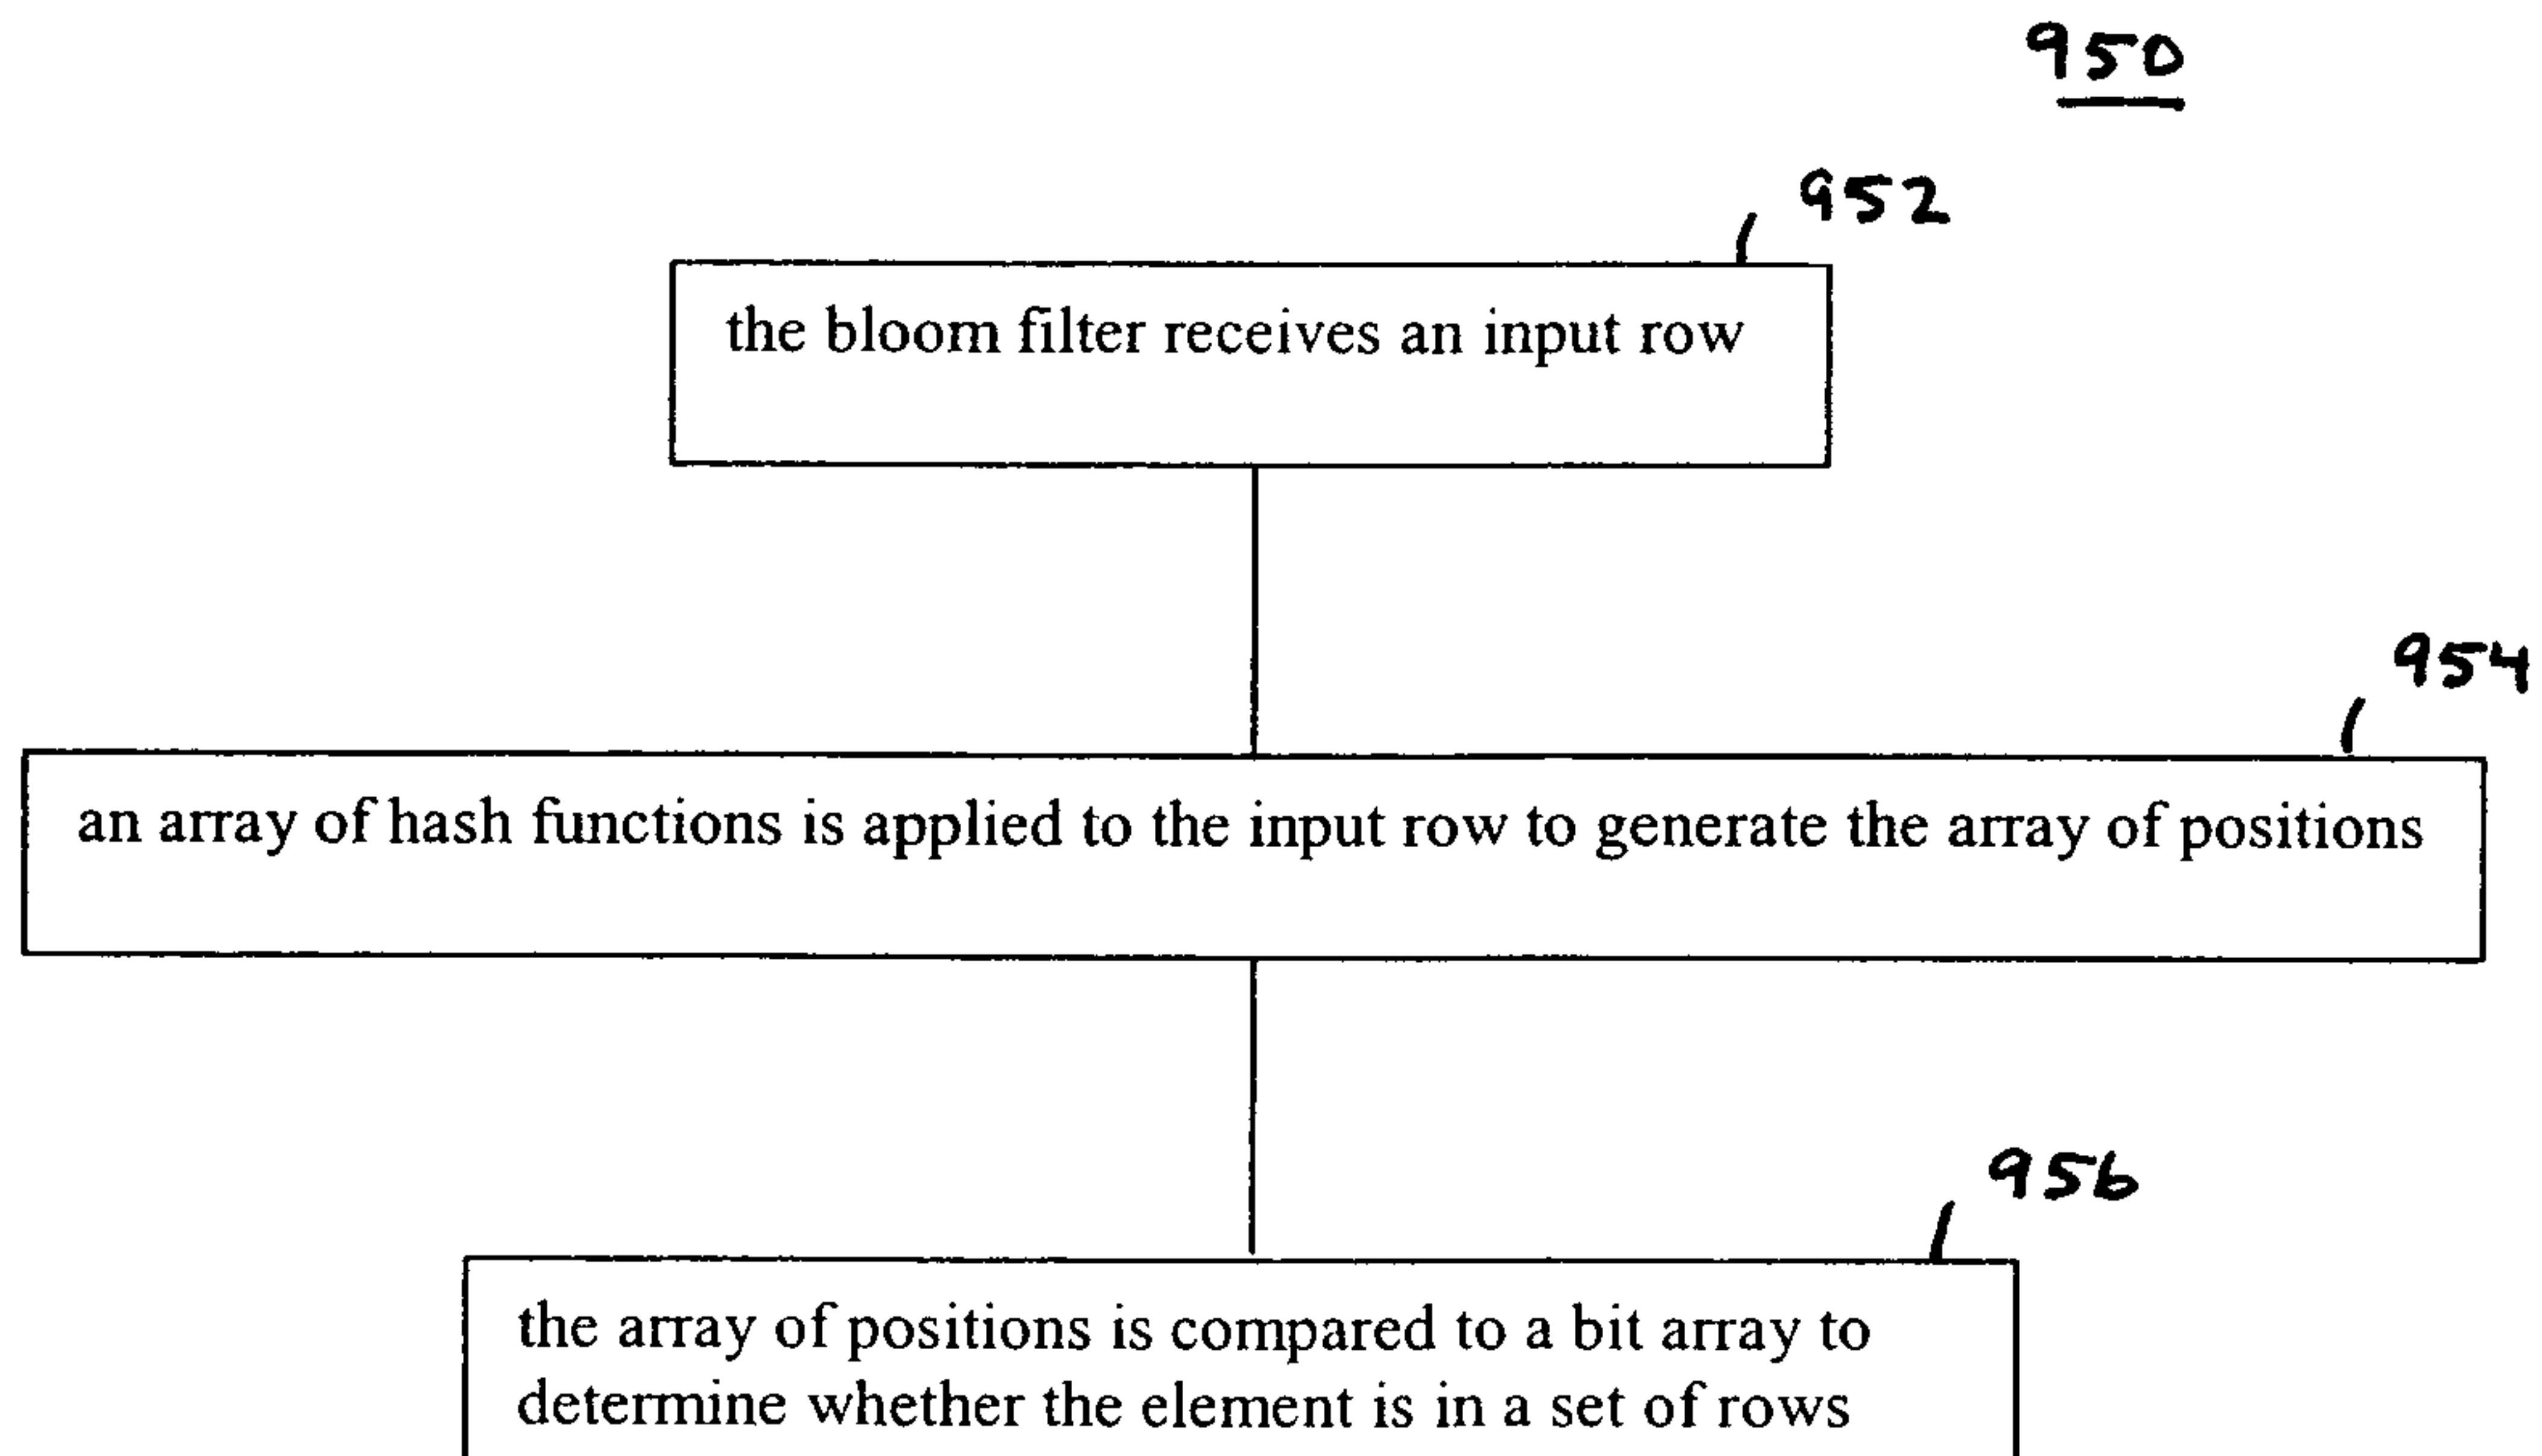 950
952
the bloom filter receives an input row
954
an array of hash functions is applied to the input row to generate the array of positions
956
the array of positions is compared to a bit array to
determine whether the element is in a set of rows